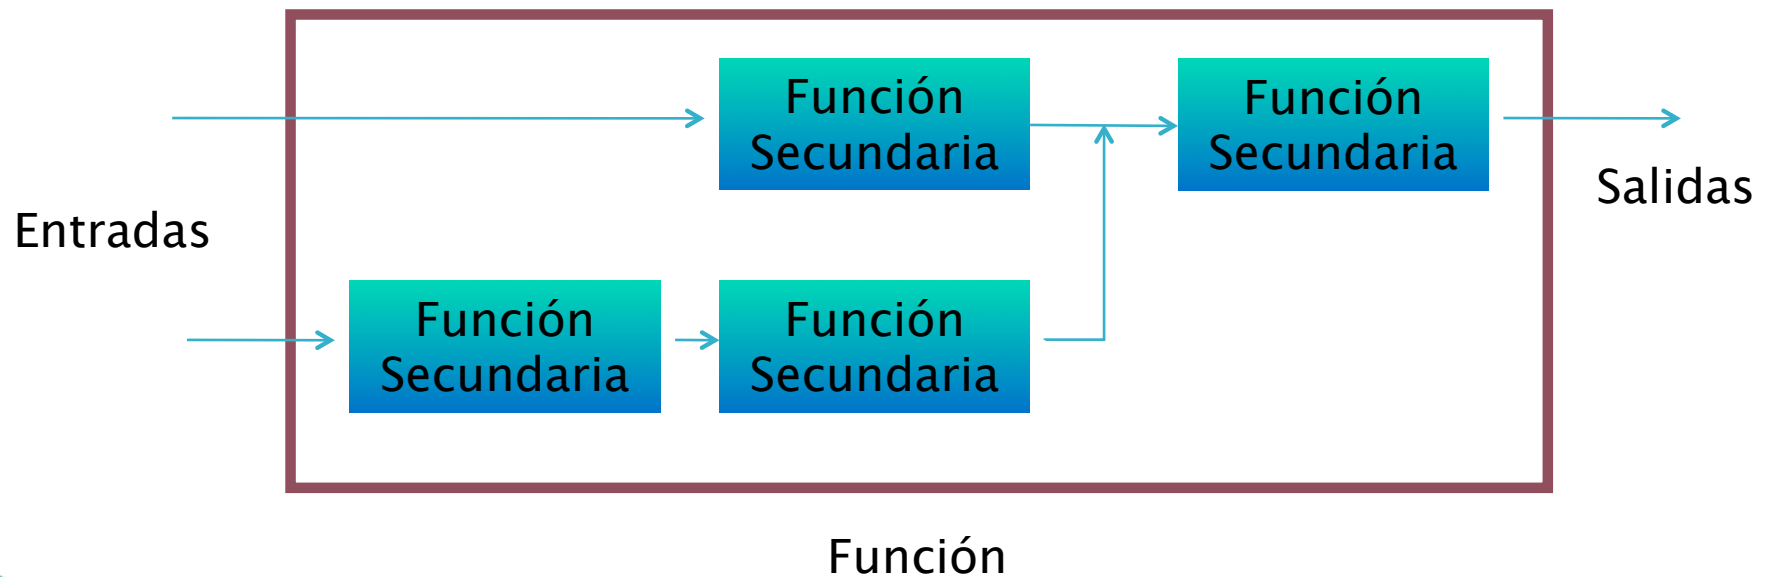 Función
Secundaria
Función
Secundaria
Salidas
Entradas
Función
Secundaria
Función
Secundaria
Función